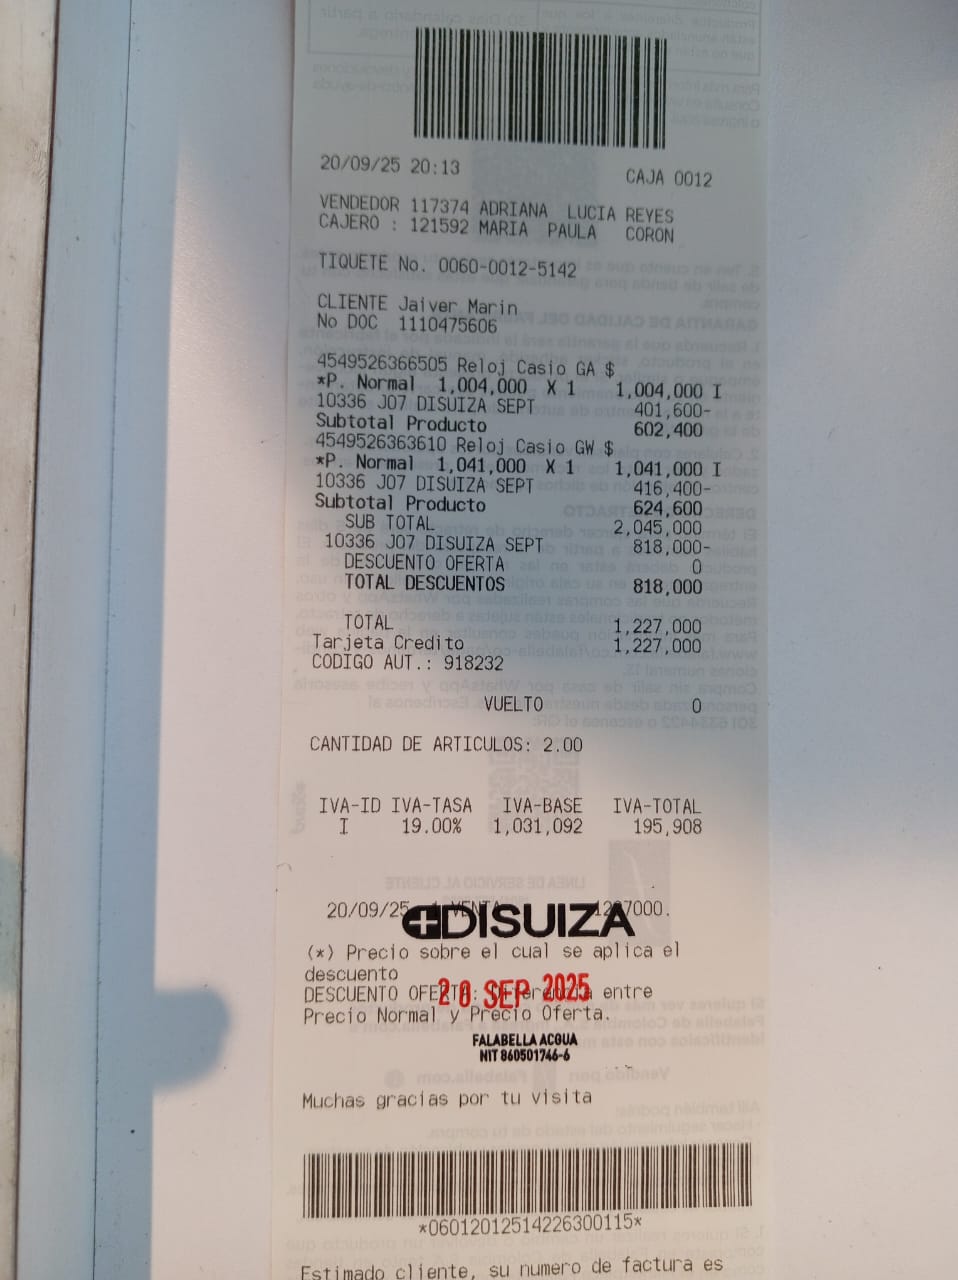 20/09/25 20:13 CAJA 0012
VENDEDOR 117374 ADRIANA LUCIA REYES
CAJERO : 121592 MARIA PAULA CORON
TIQUETE No. 0060-0012-5142
CLIENTE Jaiver Marin
No DOC 1110475606
4549526366505 Reloj Casio GA $
*P. Normal 1,004,000 X 1 1,004,000 I
10336 J07 DISUIZA SEPT 401,600-
Subtotal Producto 602,400
4549526363610 Reloj Casio GW $
*P. Normal 1,041,000 X 1 1,041,000 I
10336 J07 DISUIZA SEPT 416,400-
Subtotal Producto 624,600
SUB TOTAL 2,045,000
10336 J07 DISUIZA SEPT 818,000-
DESCUENTO OFERTA 0
TOTAL DESCUENTOS 818,000
TOTAL 1,227,000
Tarjeta Credito 1,227,000
CODIGO AUT.: 918232
VUELTO 0
CANTIDAD DE ARTICULOS: 2.00
IVA-ID IVA-TASA IVA-BASE IVA-TOTAL
I 19.00% 1,031,092 195,908
20/09/25 VENTA 1227000.
DISUIZA
(*) Precio sobre el cual se aplica el
descuento
DESCUENTO OFERTA: Diferencia entre
20 SEP 2025
Precio Normal y Precio Oferta.
FALABELLA ACQUA
NIT 860501746-6
Muchas gracias por tu visita
*060120125142263001​15*
Estimado cliente, su numero de factura es